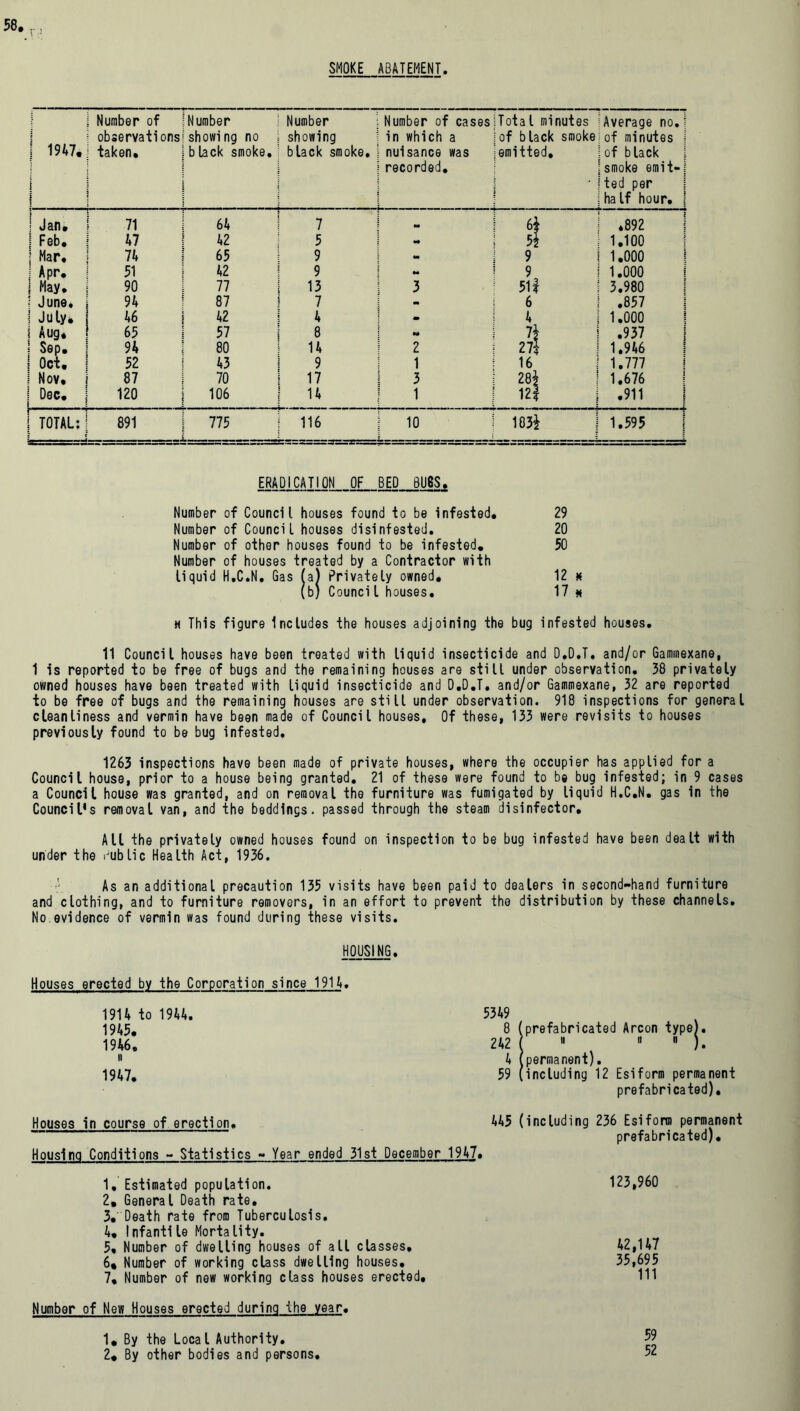 58.
SMOKE ABATEMENT.
1947. Number of observations taken. Number showing no black smoke. Number showing black smoke. Number of cases in which a nuisance was recorded. Total minutes of black smoke emitted. Average no. of minutes of black smoke emit-ted per half hour.
Jan. 71 64 7 - 6¼ .892
Feb. 47 42 5 - 5½ 1.100
Mar. 74 65 9 - 9 1.000
Apr. 51 42 9 - 9 1.000
May. 90 77 13 3 51¾ 3.980
June. 94 87 7 - 6 .857
July. 46 42 4 - 4 1.000
Aug. 65 57 8 - 7½ .937
Sep. 94 80 14 2 27¼ 1.946
Oct. 52 43 9 1 16 1.777
Nov. 87 70 17 3 28½ 1.676
Dec. 120 106 14 1 12¾ .911
TOTAL: 891 775 116 10 183½ 1.595
ERADICATION OF BED BUGS.
Number of Council houses found to be infested. 29
Number of Council houses disinfested. 20
Number of other houses found to be infested. 50
Number of houses treated by a Contractor with
liquid H.C.N. Gas (a) Privately owned. 12 *
(b) Council houses. 17 *
* This figure includes the houses adjoining the bug infested houses.
11 Council houses have been treated with liquid insecticide and D.D.T. and/or Gammexane,
1 is reported to be free of bugs and the remaining houses are still under observation. 38 privately
owned houses have been treated with liquid insecticide and D.D.T. and/or Gammexane, 32 are reported
to be free of bugs and the remaining houses are still under observation. 918 inspections for general
cleanliness and vermin have been made of Council houses. Of these, 133 were revisits to houses
previously found to be bug infested.
1263 inspections have been made of private houses, where the occupier has applied for a
Council house, prior to a house being granted. 21 of these were found to be bug infested; in 9 cases
a Council house was granted, and on removal the furniture was fumigated by liquid H.C.N. gas in the
Council's removal van, and the beddings. passed through the steam disinfector.
All the privately owned houses found on inspection to be bug infested have been dealt with
under the Public Health Act, 1936.
As an additional precaution 135 visits have been paid to dealers in second-hand furniture
and clothing, and to furniture removers, in an effort to prevent the distribution by these channels.
No evidence of vermin was found during these visits.
HOUSING.
Houses erected by the Corporation since 1914.
1914 to 1944. 5349
1945. 8 (prefabricated Arcon type).
1946. 242 ( " " " ).
" 4 (permanent).
1947. 59 (including 12 Esiform permanent
prefabricated).
Houses in course of erection. 445 (including 236 Esiform permanent
prefabricated).
Housing Conditions - Statistics - Year ended 31st December 1947.
1. Estimated population. 123,960
2. General Death rate.
3. Death rate from Tuberculosis.
4. Infantile Mortality.
5. Number of dwelling houses of all classes. 42,147
6. Number of working class dwelling houses. 35,695
7. Number of new working class houses erected. 111
Number of New Houses erected during the year.
1. By the Local Authority. 59
2. By other bodies and persons. 52